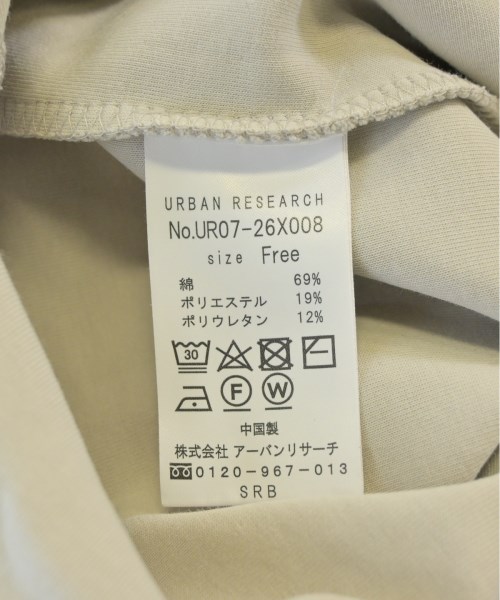 URBAN RESEARCH
No.UR07-26X008
size Free
綿 69%
ポリエステル 19%
ポリウレタン 12%
30
F W
中国製
株式会社 アーバンリサーチ
0120-967-013
SRB